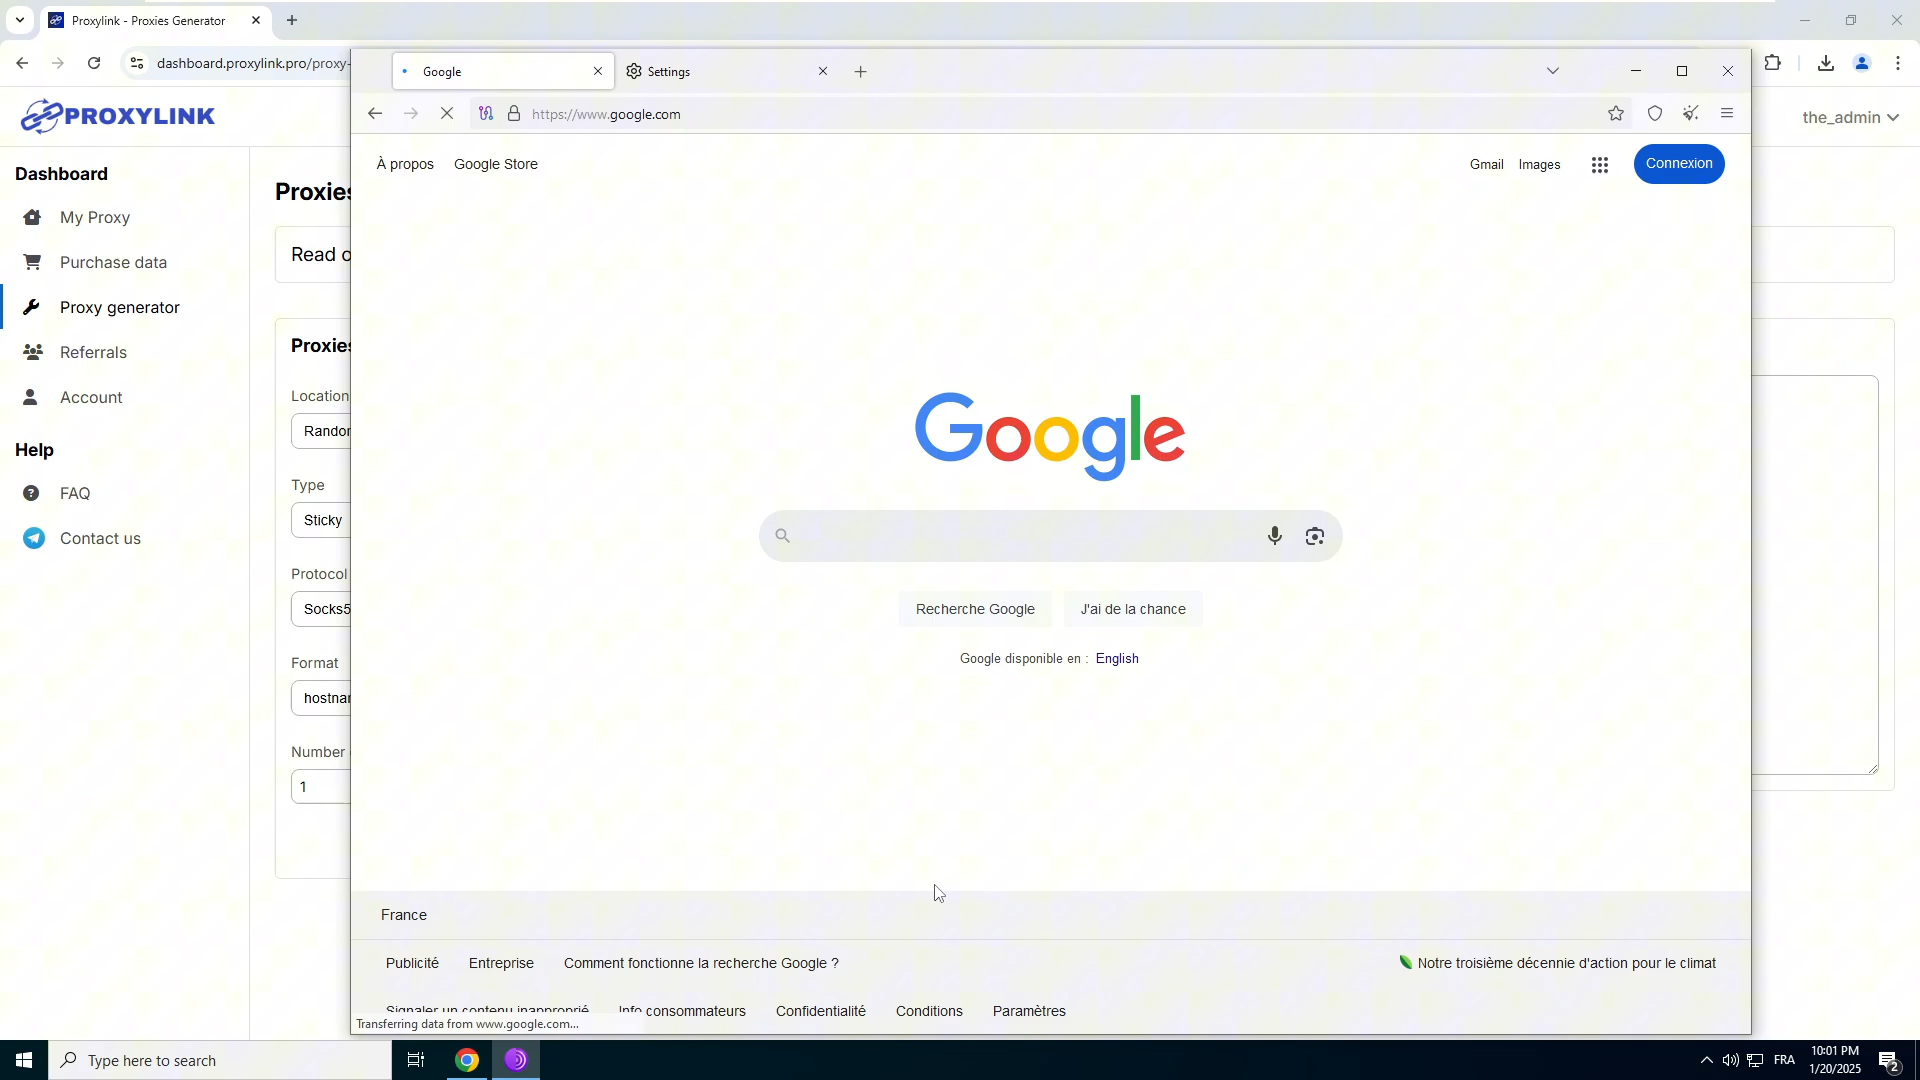 Proxylink - Proxies Generator
dashboard.proxylink.pro/proxy-
PROXYLINK
the_admin
Dashboard
My Proxy
Purchase data
Proxy generator
Referrals
Account
Help
FAQ
Contact us
Proxies
Read o
Proxies
Location
Randor
Type
Sticky
Protocol
Socks5
Format
hostnar
Number
1
Google
Settings
https://www.google.com
À propos
Google Store
Gmail
Images
Connexion
Google
Recherche Google
J'ai de la chance
Google disponible en : English
France
Publicité
Entreprise
Comment fonctionne la recherche Google ?
Notre troisième décennie d'action pour le climat
Signaler un contenu inapproprié
Info consommateurs
Confidentialité
Conditions
Paramètres
Transferring data from www.google.com...
Type here to search
FRA
10:01 PM
1/20/2025
2